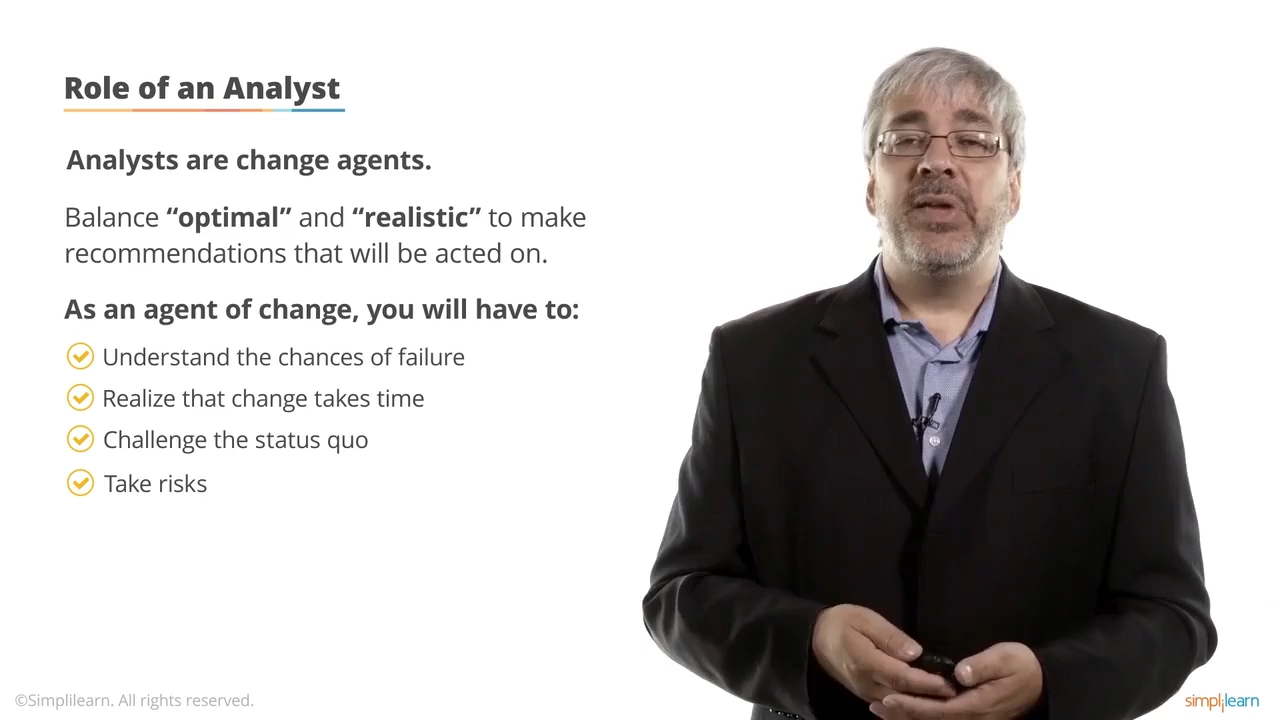 Role of an Analyst
Analysts are change agents.
Balance “optimal” and “realistic” to make
recommendations that will be acted on.
As an agent of change, you will have to:
Understand the chances of failure
Realize that change takes time
Challenge the status quo
Take risks
©Simplilearn. All rights reserved.
simplilearn